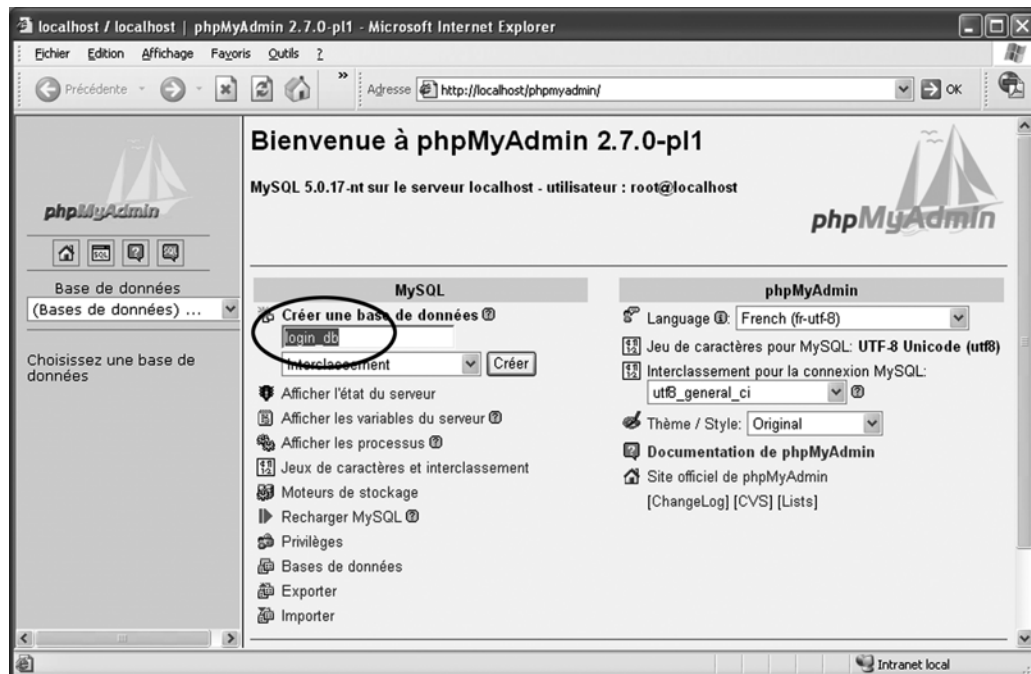 localhost / localhost | phpMyAdmin 2.7.0-pl1 - Microsoft Internet Explorer
Fichier Edition Affichage Favoris Outils ?
Précédente
Adresse http://localhost/phpmyadmin/ OK
phpMyAdmin
SQL
SQL
Base de données
(Bases de données) ...
Choisissez une base de
données
Bienvenue à phpMyAdmin 2.7.0-pl1
MySQL 5.0.17-nt sur le serveur localhost - utilisateur : root@localhost
phpMyAdmin
MySQL
Créer une base de données
login_db
Interclassement Créer
Afficher l'état du serveur
Afficher les variables du serveur
Afficher les processus
Jeux de caractères et interclassement
Moteurs de stockage
Recharger MySQL
Privilèges
Bases de données
Exporter
Importer
phpMyAdmin
Language : French (fr-utf-8)
Jeu de caractères pour MySQL: UTF-8 Unicode (utf8)
Interclassement pour la connexion MySQL:
utf8_general_ci
Thème / Style: Original
Documentation de phpMyAdmin
Site officiel de phpMyAdmin
[ChangeLog] [CVS] [Lists]
Intranet local